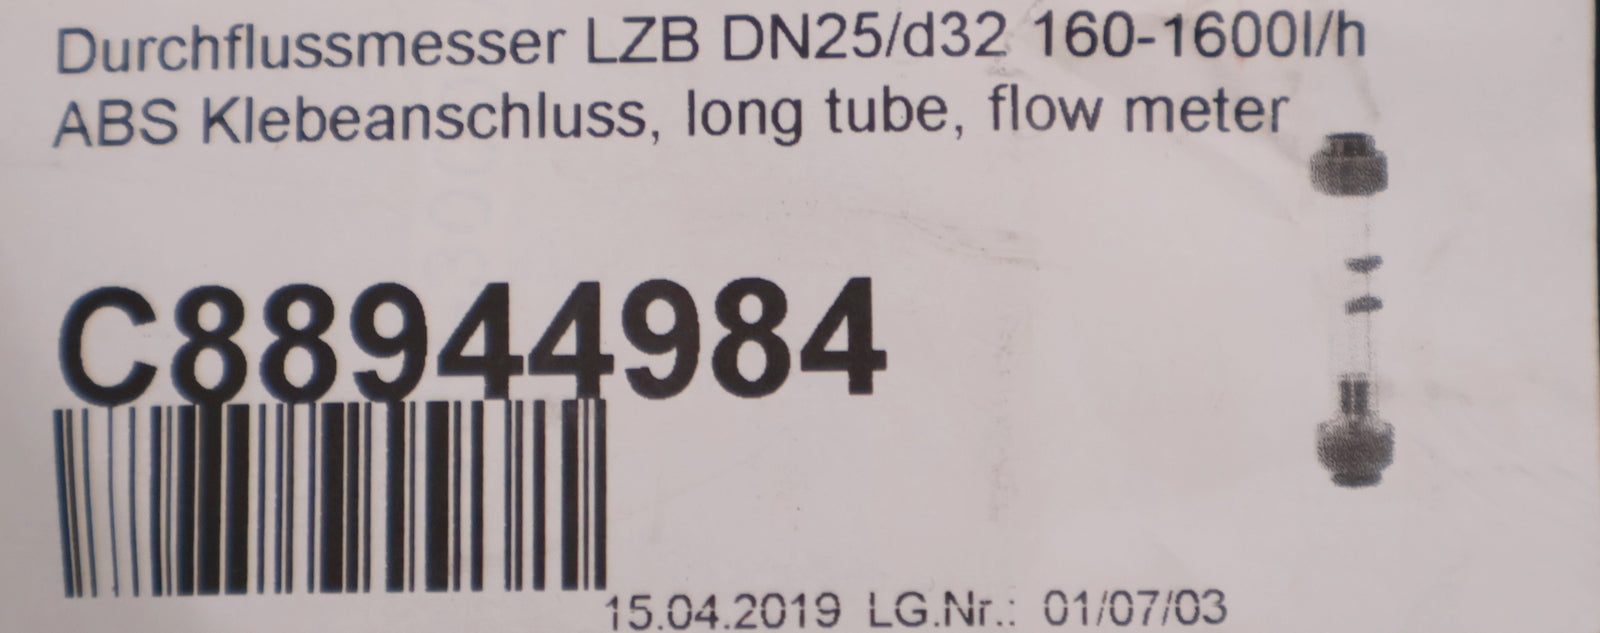 Durchflussmesser LZB DN25/d32 160-1600l/h
ABS Klebeanschluss, long tube, flow meter
C88944984
15.04.2019 LG.Nr.: 01/07/03